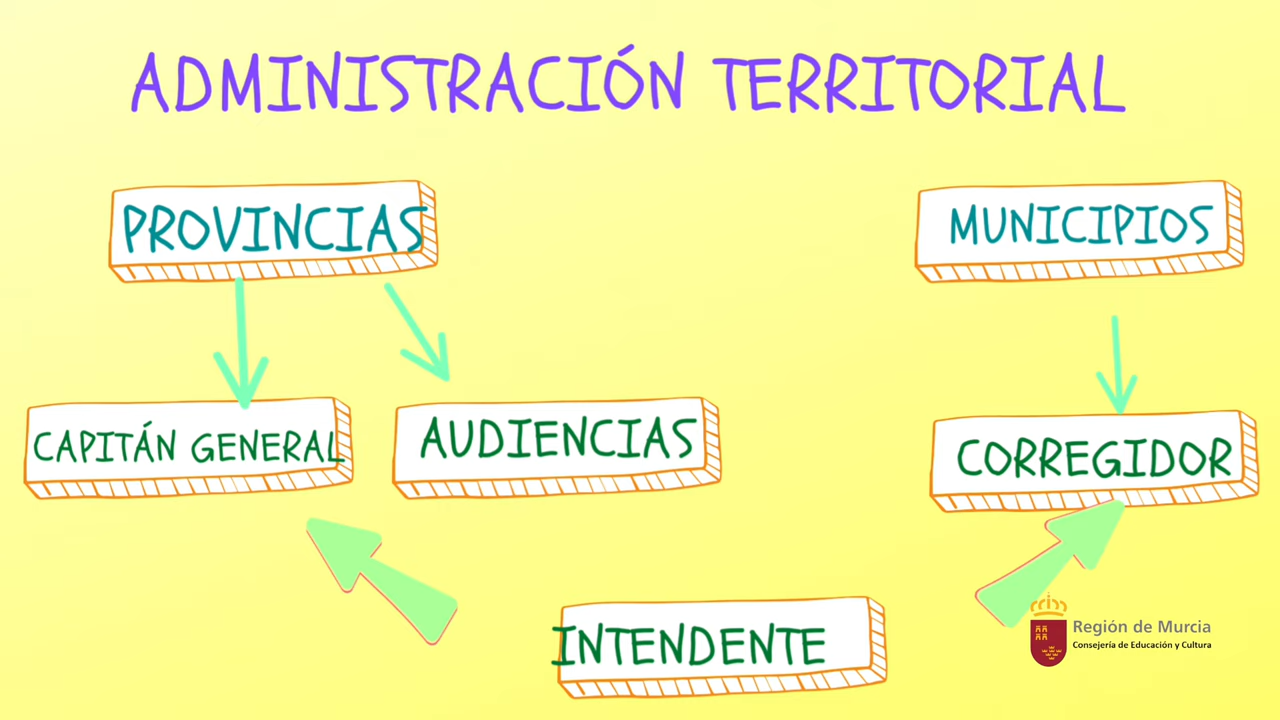 ADMINISTRACIÓN TERRITORIAL
PROVINCIAS
MUNICIPIOS
CAPITÁN GENERAL
AUDIENCIAS
CORREGIDOR
INTENDENTE
Región de Murcia
Consejería de Educación y Cultura